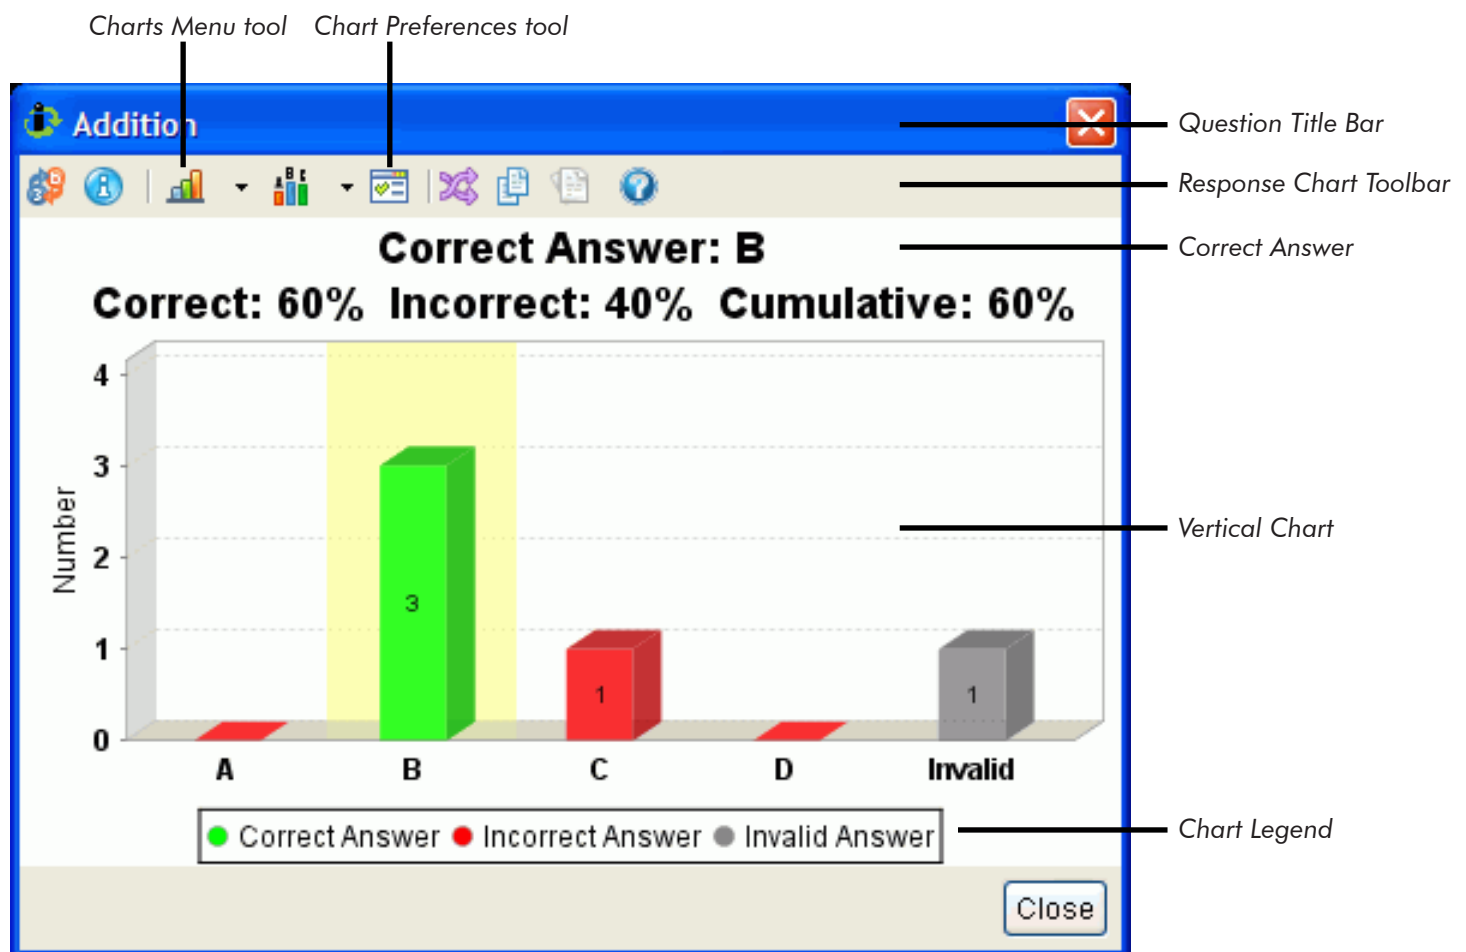 Charts Menu tool Chart Preferences tool
Addition
Question Title Bar
A B C
Response Chart Toolbar
Correct Answer: B
Correct Answer
Correct: 60% Incorrect: 40% Cumulative: 60%
4
3
2
1
0
Number
3
1
1
Vertical Chart
A B C D Invalid
Correct Answer Incorrect Answer Invalid Answer
Chart Legend
Close